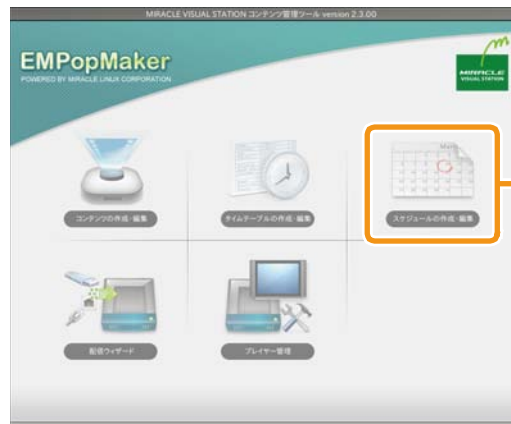 MIRACLE VISUAL STATION コンテンツ管理ツール version 2.3.00
EMPopMaker
POWERED BY MIRACLE LINUX CORPORATION
MIRACLE
VISUAL STATION
コンテンツの作成・編集
タイムテーブルの作成・編集
スケジュールの作成・編集
配信ウィザード
プレイヤー管理